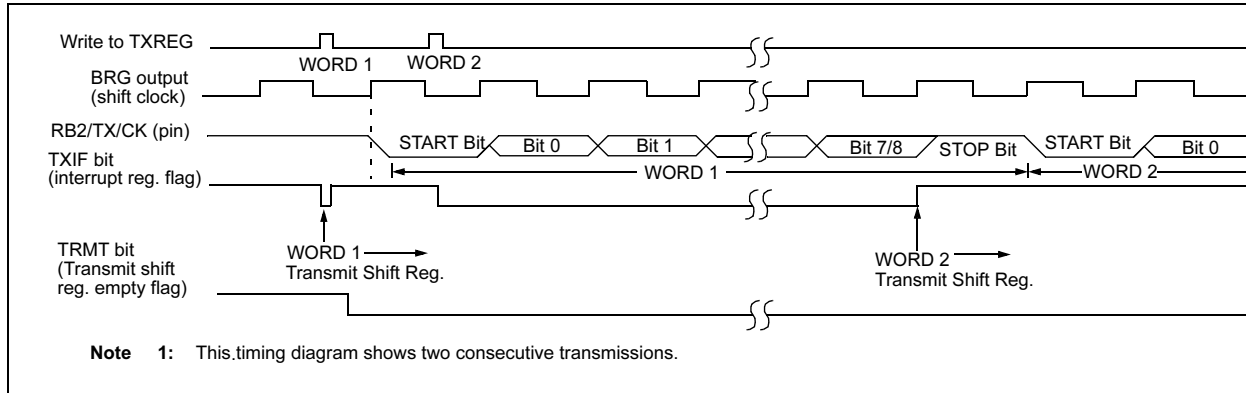 Write to TXREG
WORD 1
WORD 2
BRG output
(shift clock)
RB2/TX/CK (pin)
START Bit
Bit 0
Bit 1
Bit 7/8
STOP Bit
START Bit
Bit 0
WORD 1
WORD 2
TXIF bit
(interrupt reg. flag)
WORD 1
Transmit Shift Reg.
WORD 2
Transmit Shift Reg.
TRMT bit
(Transmit shift
reg. empty flag)
Note 1: This timing diagram shows two consecutive transmissions.